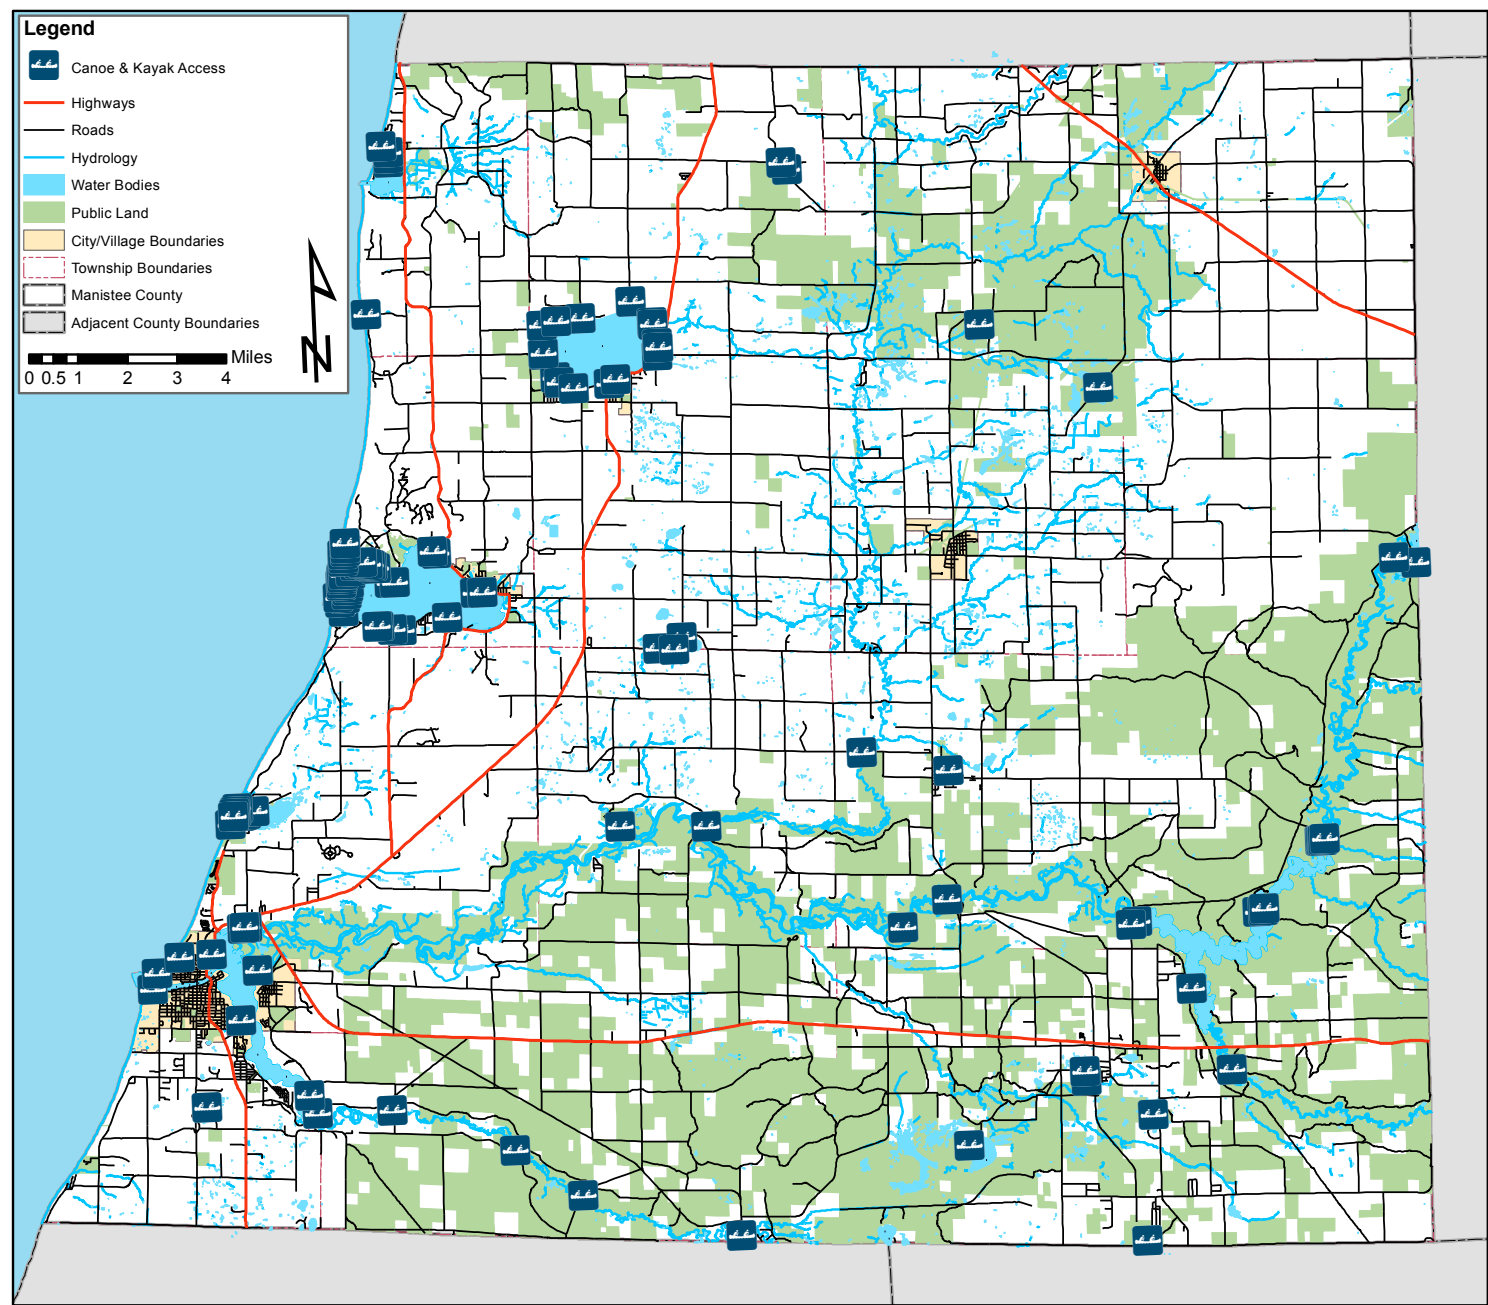 Legend
Canoe & Kayak Access
Highways
Roads
Hydrology
Water Bodies
Public Land
City/Village Boundaries
Township Boundaries
Manistee County
Adjacent County Boundaries
Miles
0 0.5 1 2 3 4
N